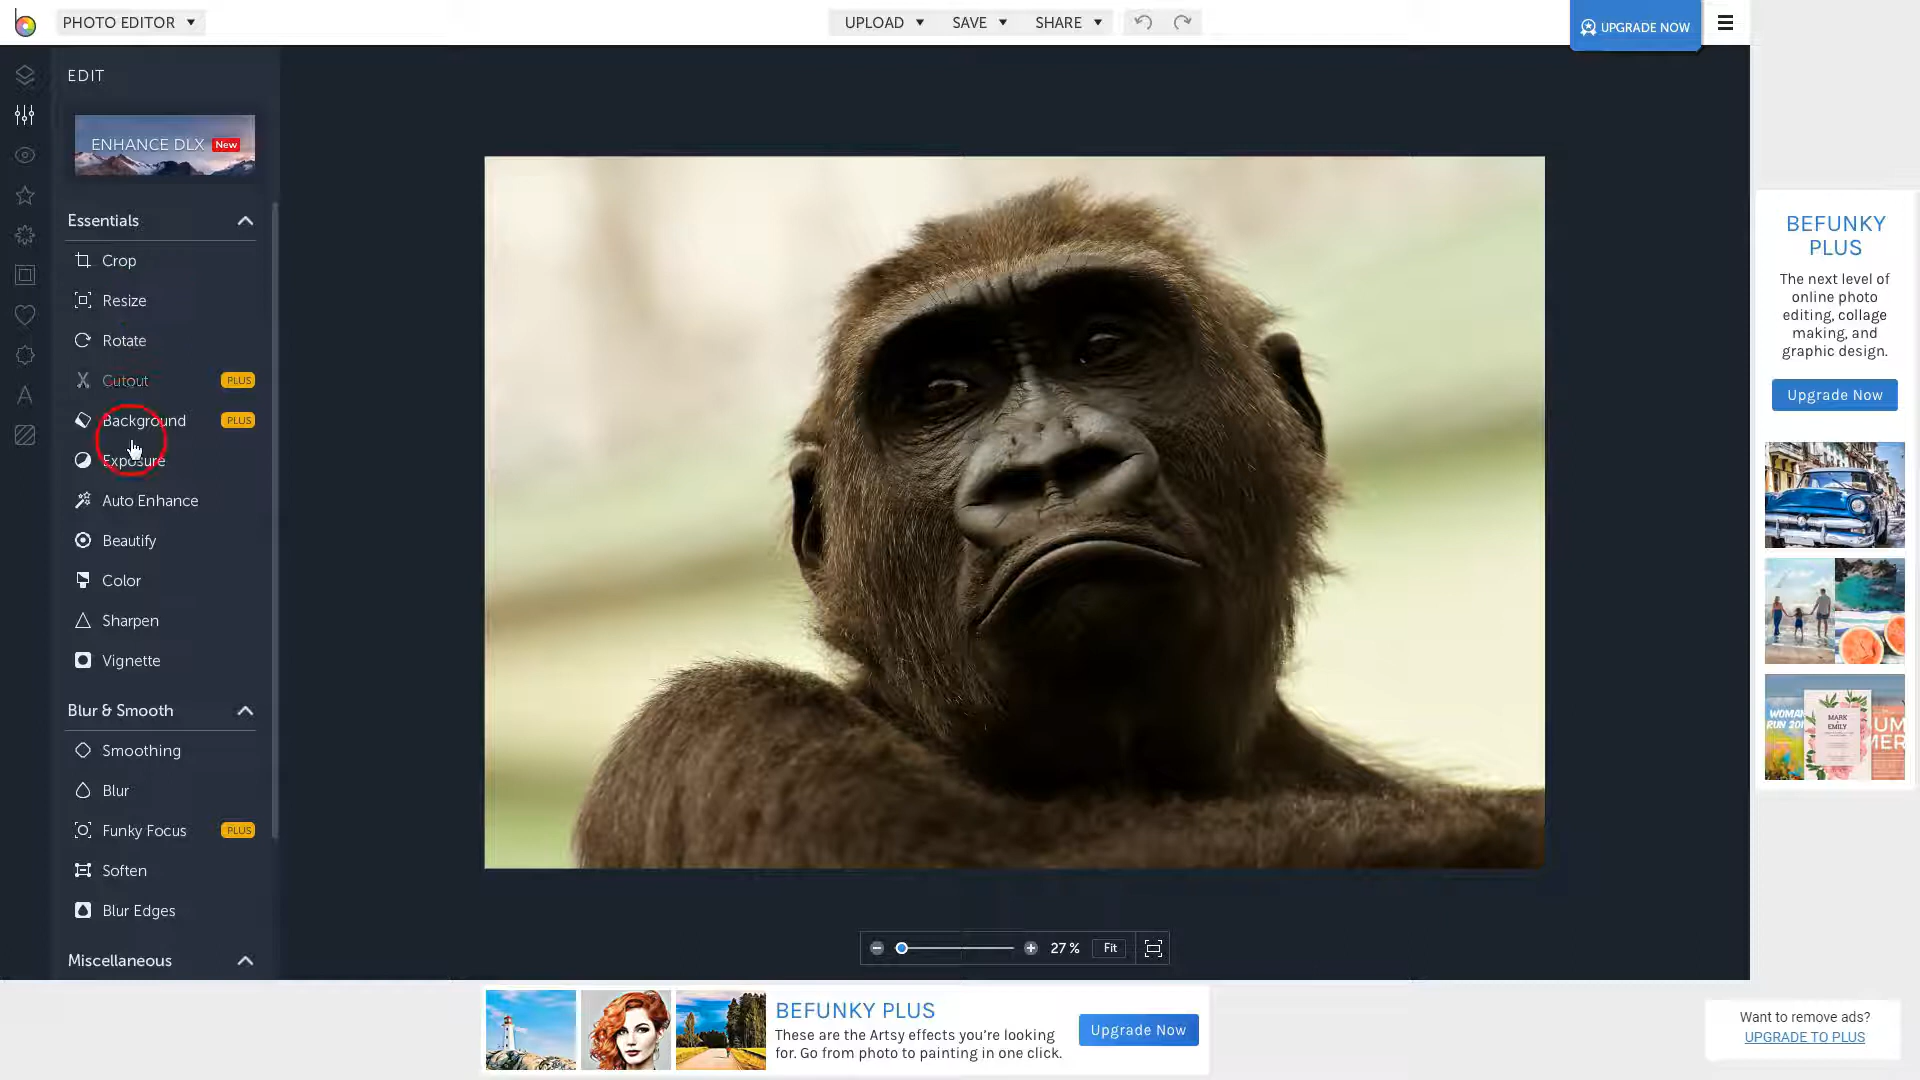 PHOTO EDITOR
UPLOAD
SAVE
SHARE
UPGRADE NOW
EDIT
ENHANCE DLX New
Essentials
Crop
Resize
Rotate
Cutout PLUS
Background PLUS
Exposure
Auto Enhance
Beautify
Color
Sharpen
Vignette
Blur & Smooth
Smoothing
Blur
Funky Focus PLUS
Soften
Blur Edges
Miscellaneous
27 %
Fit
BEFUNKY
PLUS
The next level of
online photo
editing, collage
making, and
graphic design.
Upgrade Now
MARK
EMILY
BEFUNKY PLUS
These are the Artsy effects you're looking
for. Go from photo to painting in one click.
Upgrade Now
Want to remove ads?
UPGRADE TO PLUS